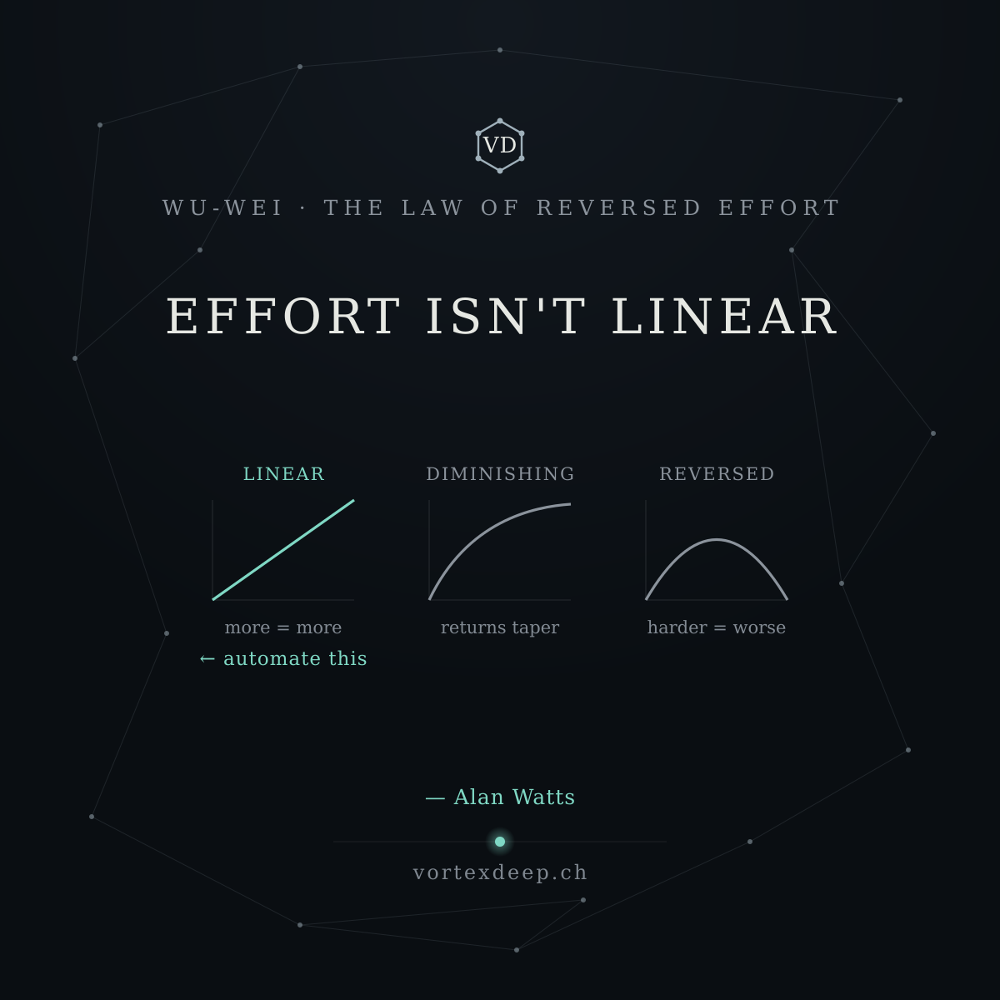 VD
WU-WEI · THE LAW OF REVERSED EFFORT
EFFORT ISN'T LINEAR
LINEAR
DIMINISHING
REVERSED
more = more
returns taper
harder = worse
← automate this
— Alan Watts
vortexdeep.ch